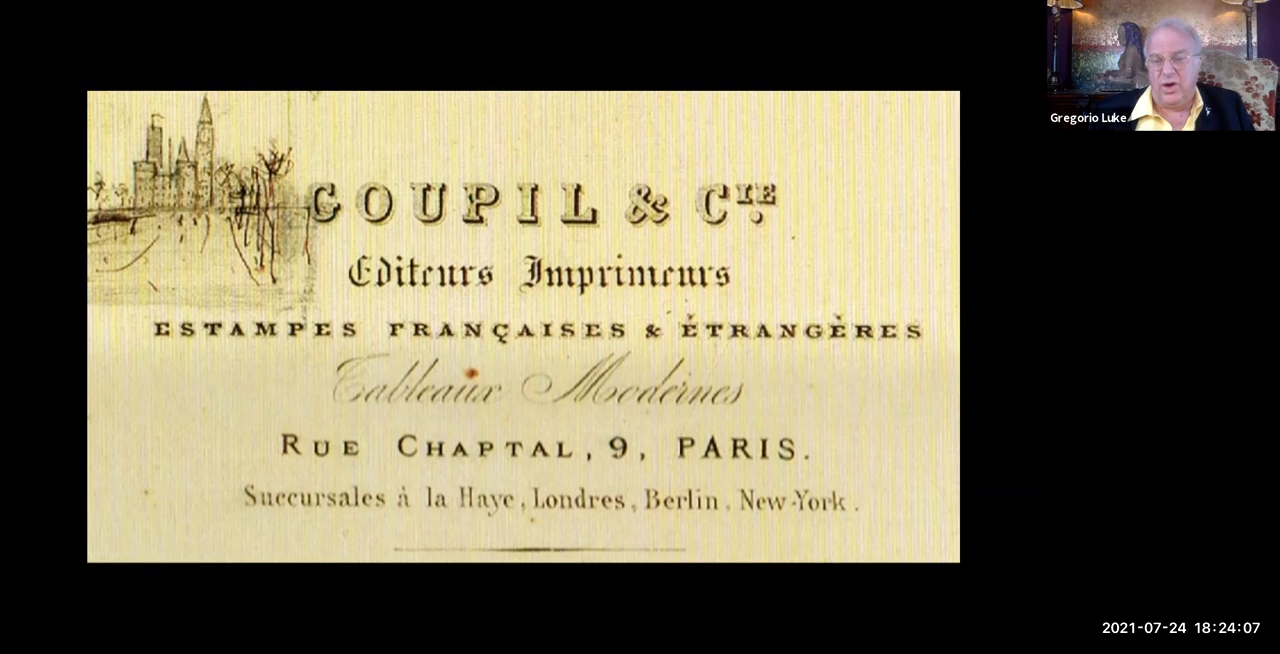 GOUPIL & CIE.
Editeurs Imprimeurs
ESTAMPES FRANÇAISES & ÉTRANGÈRES
Tableaux Modernes
RUE CHAPTAL, 9, PARIS.
Succursales à la Haye, Londres, Berlin, New-York.
Gregorio Luke
2021-07-24 18:24:07